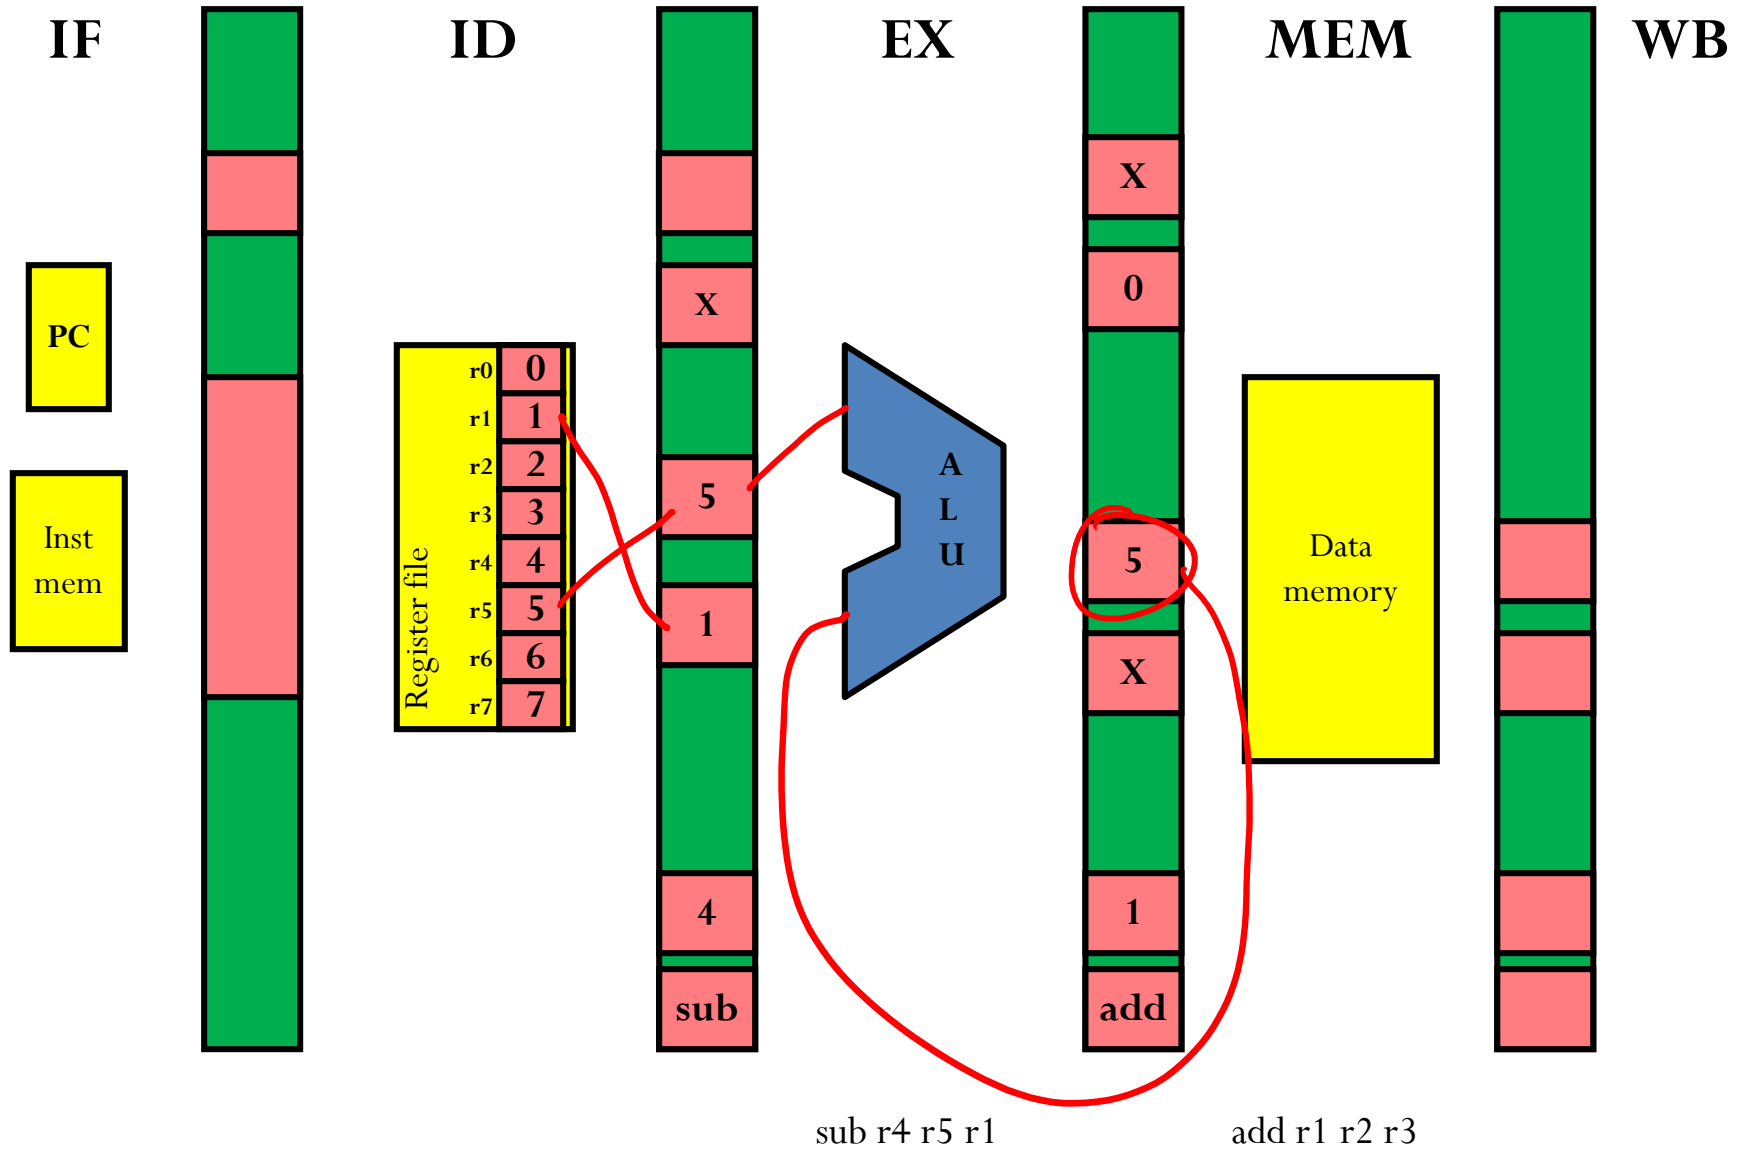 IF
ID
EX
MEM
WB
PC
Inst
mem
Register file
r0 0
r1 1
r2 2
r3 3
r4 4
r5 5
r6 6
r7 7
X
5
1
4
sub
A
L
U
X
0
5
X
1
add
Data
memory
sub r4 r5 r1
add r1 r2 r3